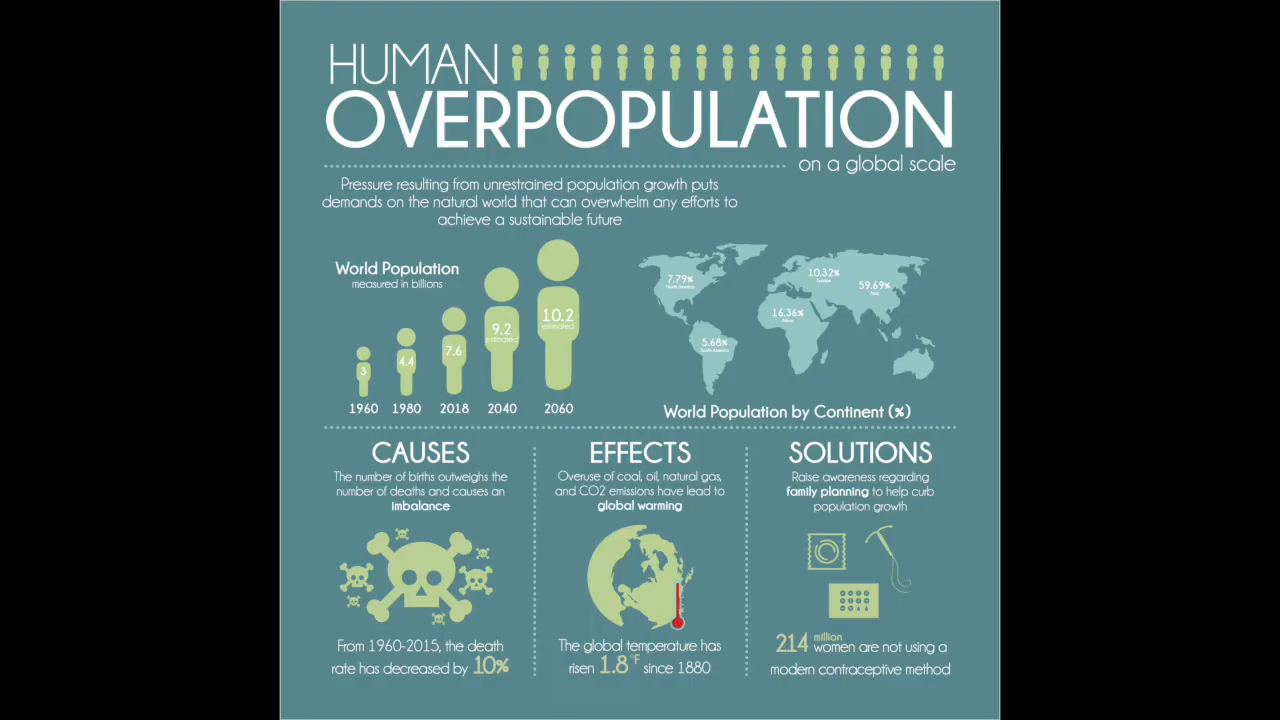 HUMAN
OVERPOPULATION
on a global scale
Pressure resulting from unrestrained population growth puts
demands on the natural world that can overwhelm any efforts to
achieve a sustainable future
World Population
measured in billions
3
4.4
7.6
9.2
estimated
10.2
estimated
1960 1980 2018 2040 2060
7.79%
North America
10.32%
Europe
59.69%
Asia
16.36%
Africa
5.68%
South America
World Population by Continent (%)
CAUSES
The number of births outweighs the
number of deaths and causes an
imbalance
From 1960-2015, the death
rate has decreased by 10%
EFFECTS
Overuse of coal, oil, natural gas,
and CO2 emissions have lead to
global warming
The global temperature has
risen 1.8°F since 1880
SOLUTIONS
Raise awareness regarding
family planning to help curb
population growth
214 million women are not using a
modern contraceptive method